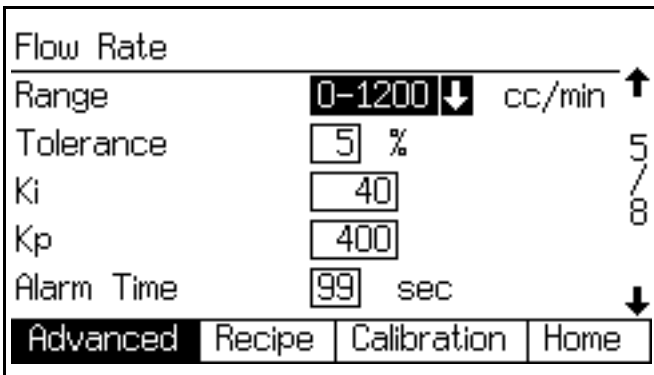 Flow Rate
Range 0-1200 cc/min
Tolerance 5 %
Ki 40
Kp 400
Alarm Time 99 sec
5/8
Advanced Recipe Calibration Home